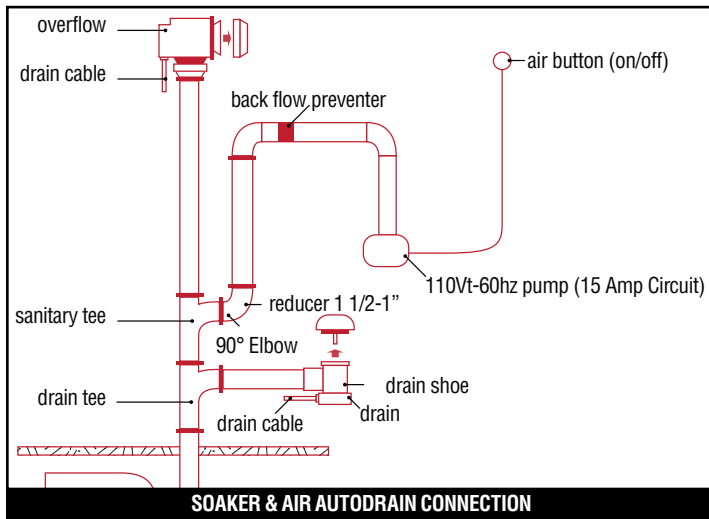 overflow
drain cable
back flow preventer
air button (on/off)
110Vt-60hz pump (15 Amp Circuit)
reducer 1 1/2-1”
sanitary tee
90° Elbow
drain shoe
drain tee
drain cable
drain
SOAKER & AIR AUTODRAIN CONNECTION